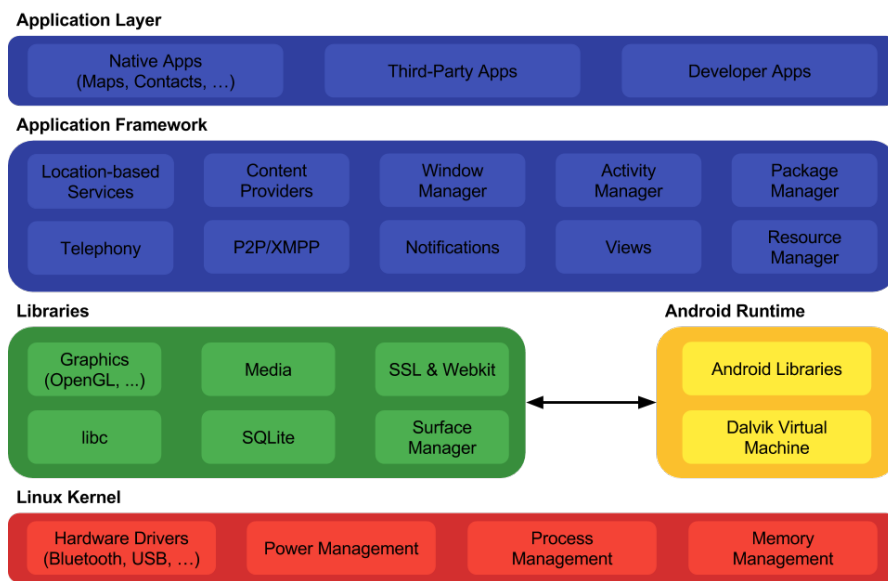 Application Layer
Native Apps
(Maps, Contacts, …)
Third-Party Apps
Developer Apps
Application Framework
Location-based
Services
Content
Providers
Window
Manager
Activity
Manager
Package
Manager
Telephony
P2P/XMPP
Notifications
Views
Resource
Manager
Libraries
Graphics
(OpenGL, ...)
Media
SSL & Webkit
libc
SQLite
Surface
Manager
Android Runtime
Android Libraries
Dalvik Virtual
Machine
Linux Kernel
Hardware Drivers
(Bluetooth, USB, …)
Power Management
Process
Management
Memory
Management